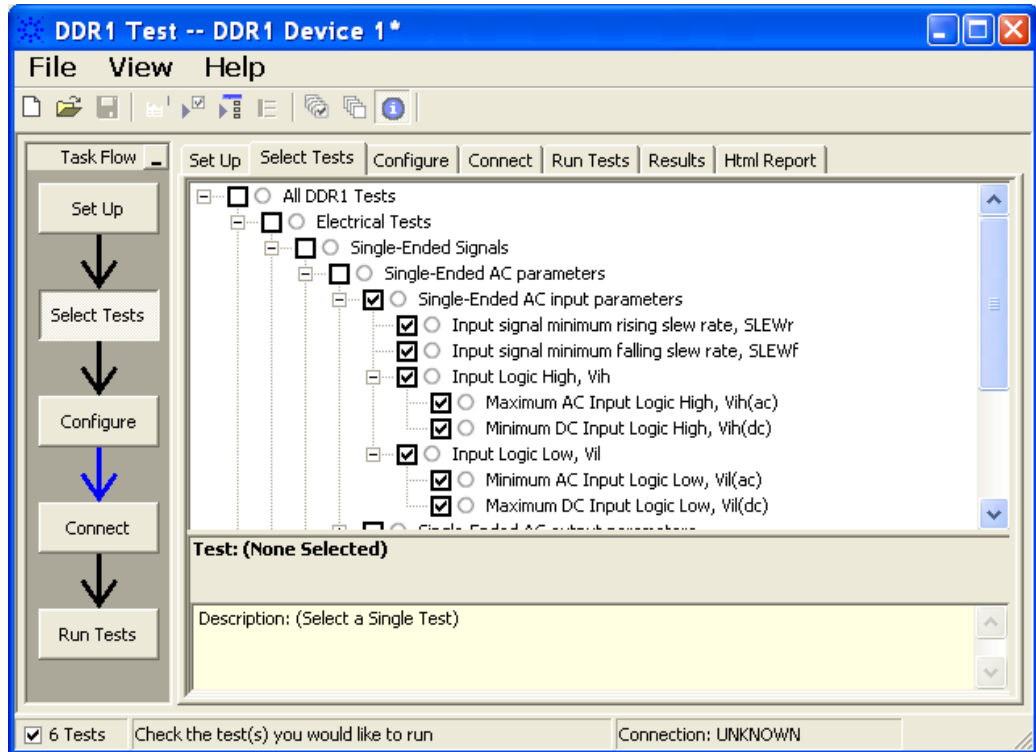 DDR1 Test -- DDR1 Device 1*
File View Help
Task Flow
Set Up
Select Tests
Configure
Connect
Run Tests
Set Up Select Tests Configure Connect Run Tests Results Html Report
All DDR1 Tests
Electrical Tests
Single-Ended Signals
Single-Ended AC parameters
Single-Ended AC input parameters
Input signal minimum rising slew rate, SLEWr
Input signal minimum falling slew rate, SLEWf
Input Logic High, Vih
Maximum AC Input Logic High, Vih(ac)
Minimum DC Input Logic High, Vih(dc)
Input Logic Low, Vil
Minimum AC Input Logic Low, Vil(ac)
Maximum DC Input Logic Low, Vil(dc)
Single-Ended AC output parameters
Test: (None Selected)
Description: (Select a Single Test)
6 Tests Check the test(s) you would like to run Connection: UNKNOWN